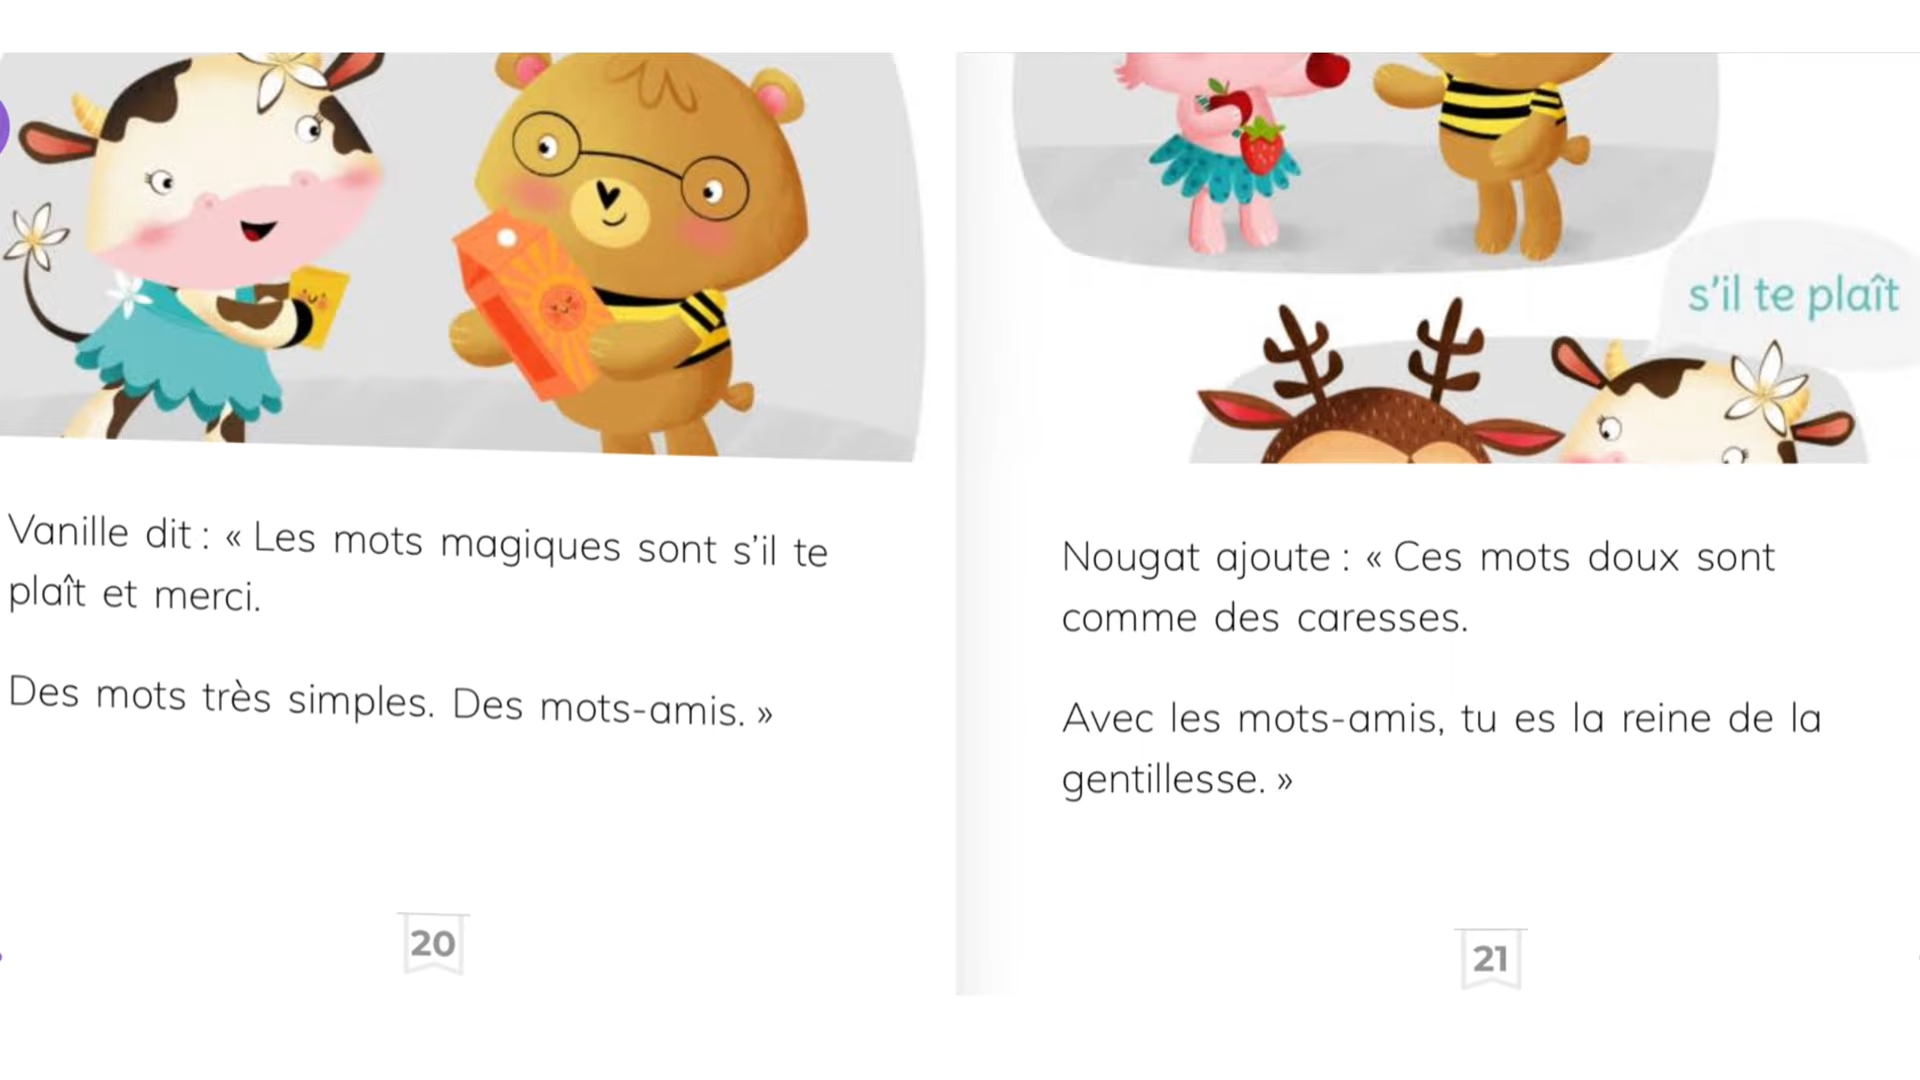 Vanille dit : « Les mots magiques sont s'il te
plaît et merci.
Des mots très simples. Des mots-amis. »
20
s'il te plaît
Nougat ajoute : « Ces mots doux sont
comme des caresses.
Avec les mots-amis, tu es la reine de la
gentillesse. »
21